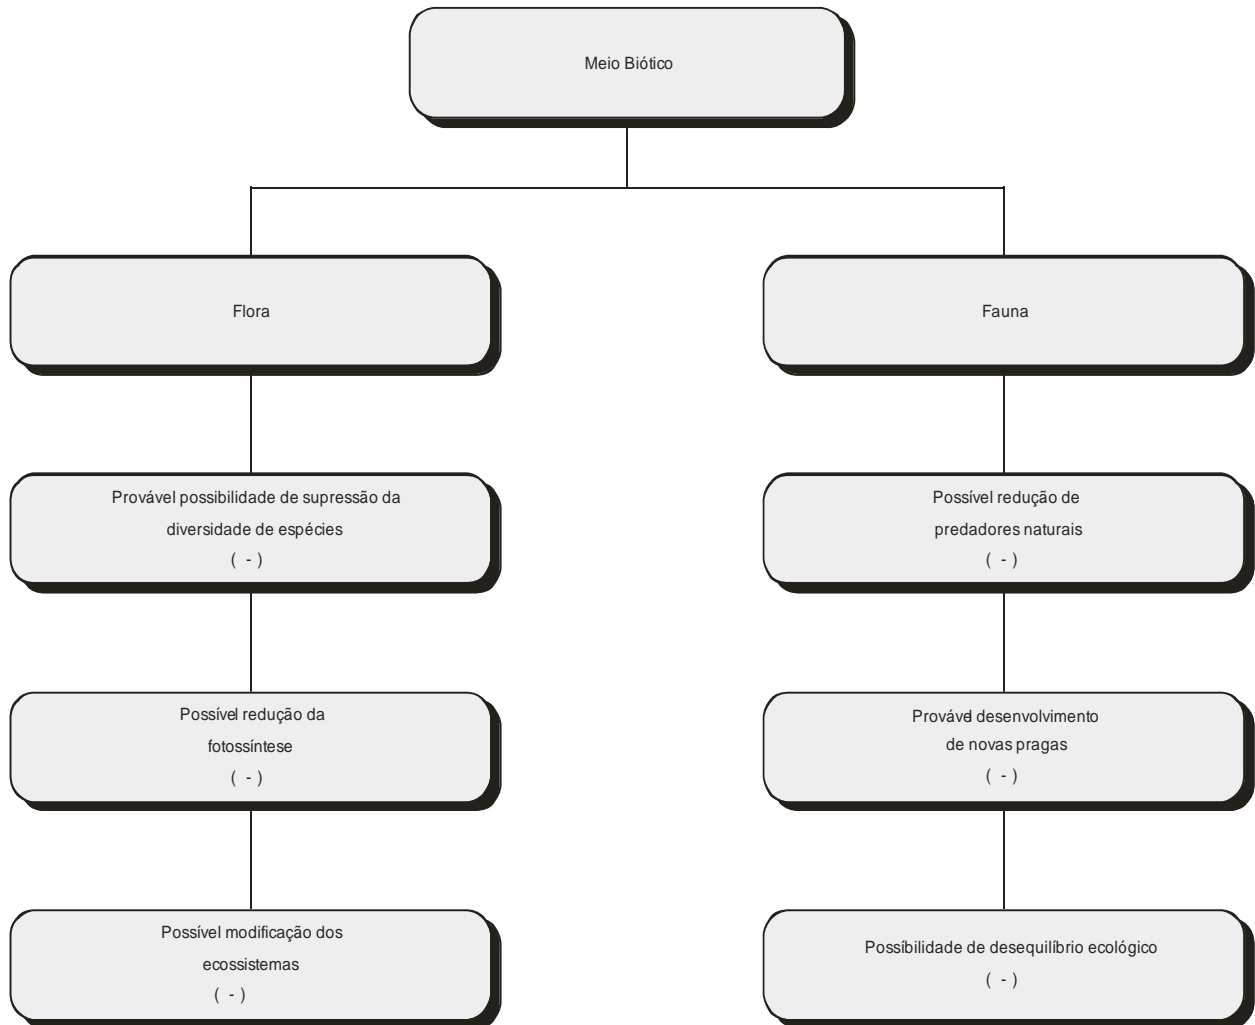 Meio Biótico
Flora
Fauna
Provável possibilidade de supressão da
diversidade de espécies
( - )
Possível redução de
predadores naturais
( - )
Possível redução da
fotossíntese
( - )
Provável desenvolvimento
de novas pragas
( - )
Possível modificação dos
ecossistemas
( - )
Possíbilidade de desequilíbrio ecológico
( - )